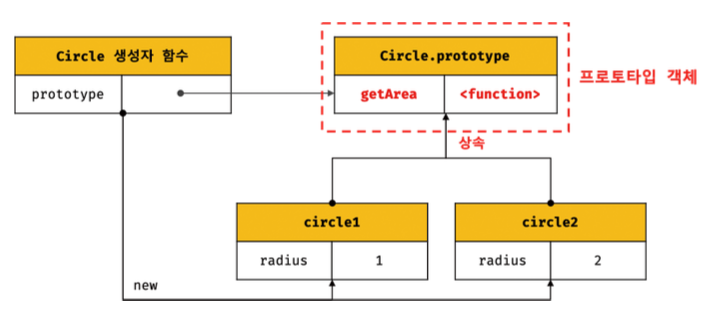 Circle 생성자 함수
prototype
Circle.prototype
getArea <function>
프로토타입 객체
상속
circle1
radius 1
circle2
radius 2
new